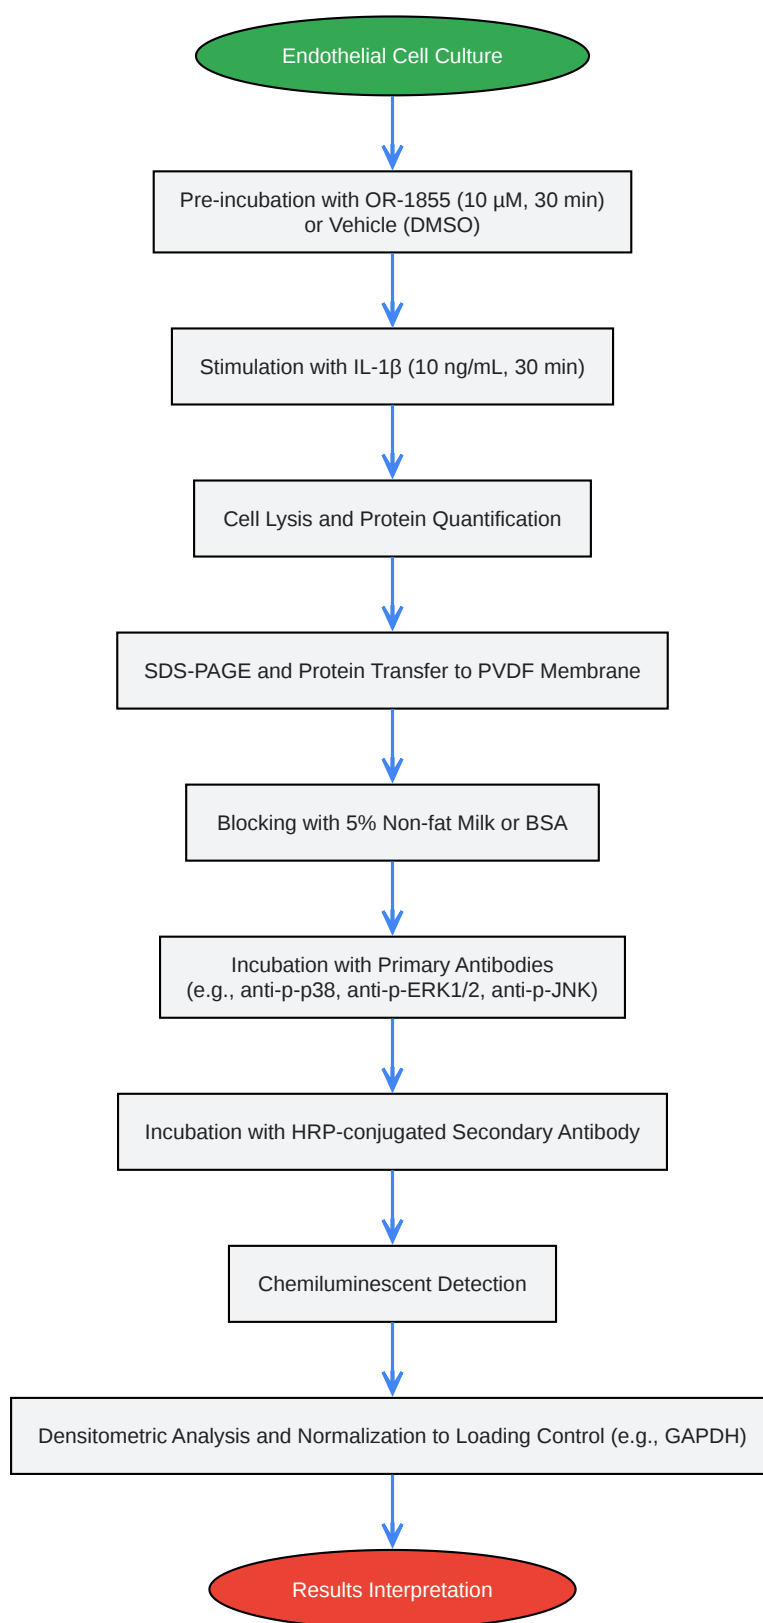 Endothelial Cell Culture
Pre-incubation with OR-1855 (10 µM, 30 min)
or Vehicle (DMSO)
Stimulation with IL-1β (10 ng/mL, 30 min)
Cell Lysis and Protein Quantification
SDS-PAGE and Protein Transfer to PVDF Membrane
Blocking with 5% Non-fat Milk or BSA
Incubation with Primary Antibodies
(e.g., anti-p-p38, anti-p-ERK1/2, anti-p-JNK)
Incubation with HRP-conjugated Secondary Antibody
Chemiluminescent Detection
Densitometric Analysis and Normalization to Loading Control (e.g., GAPDH)
Results Interpretation